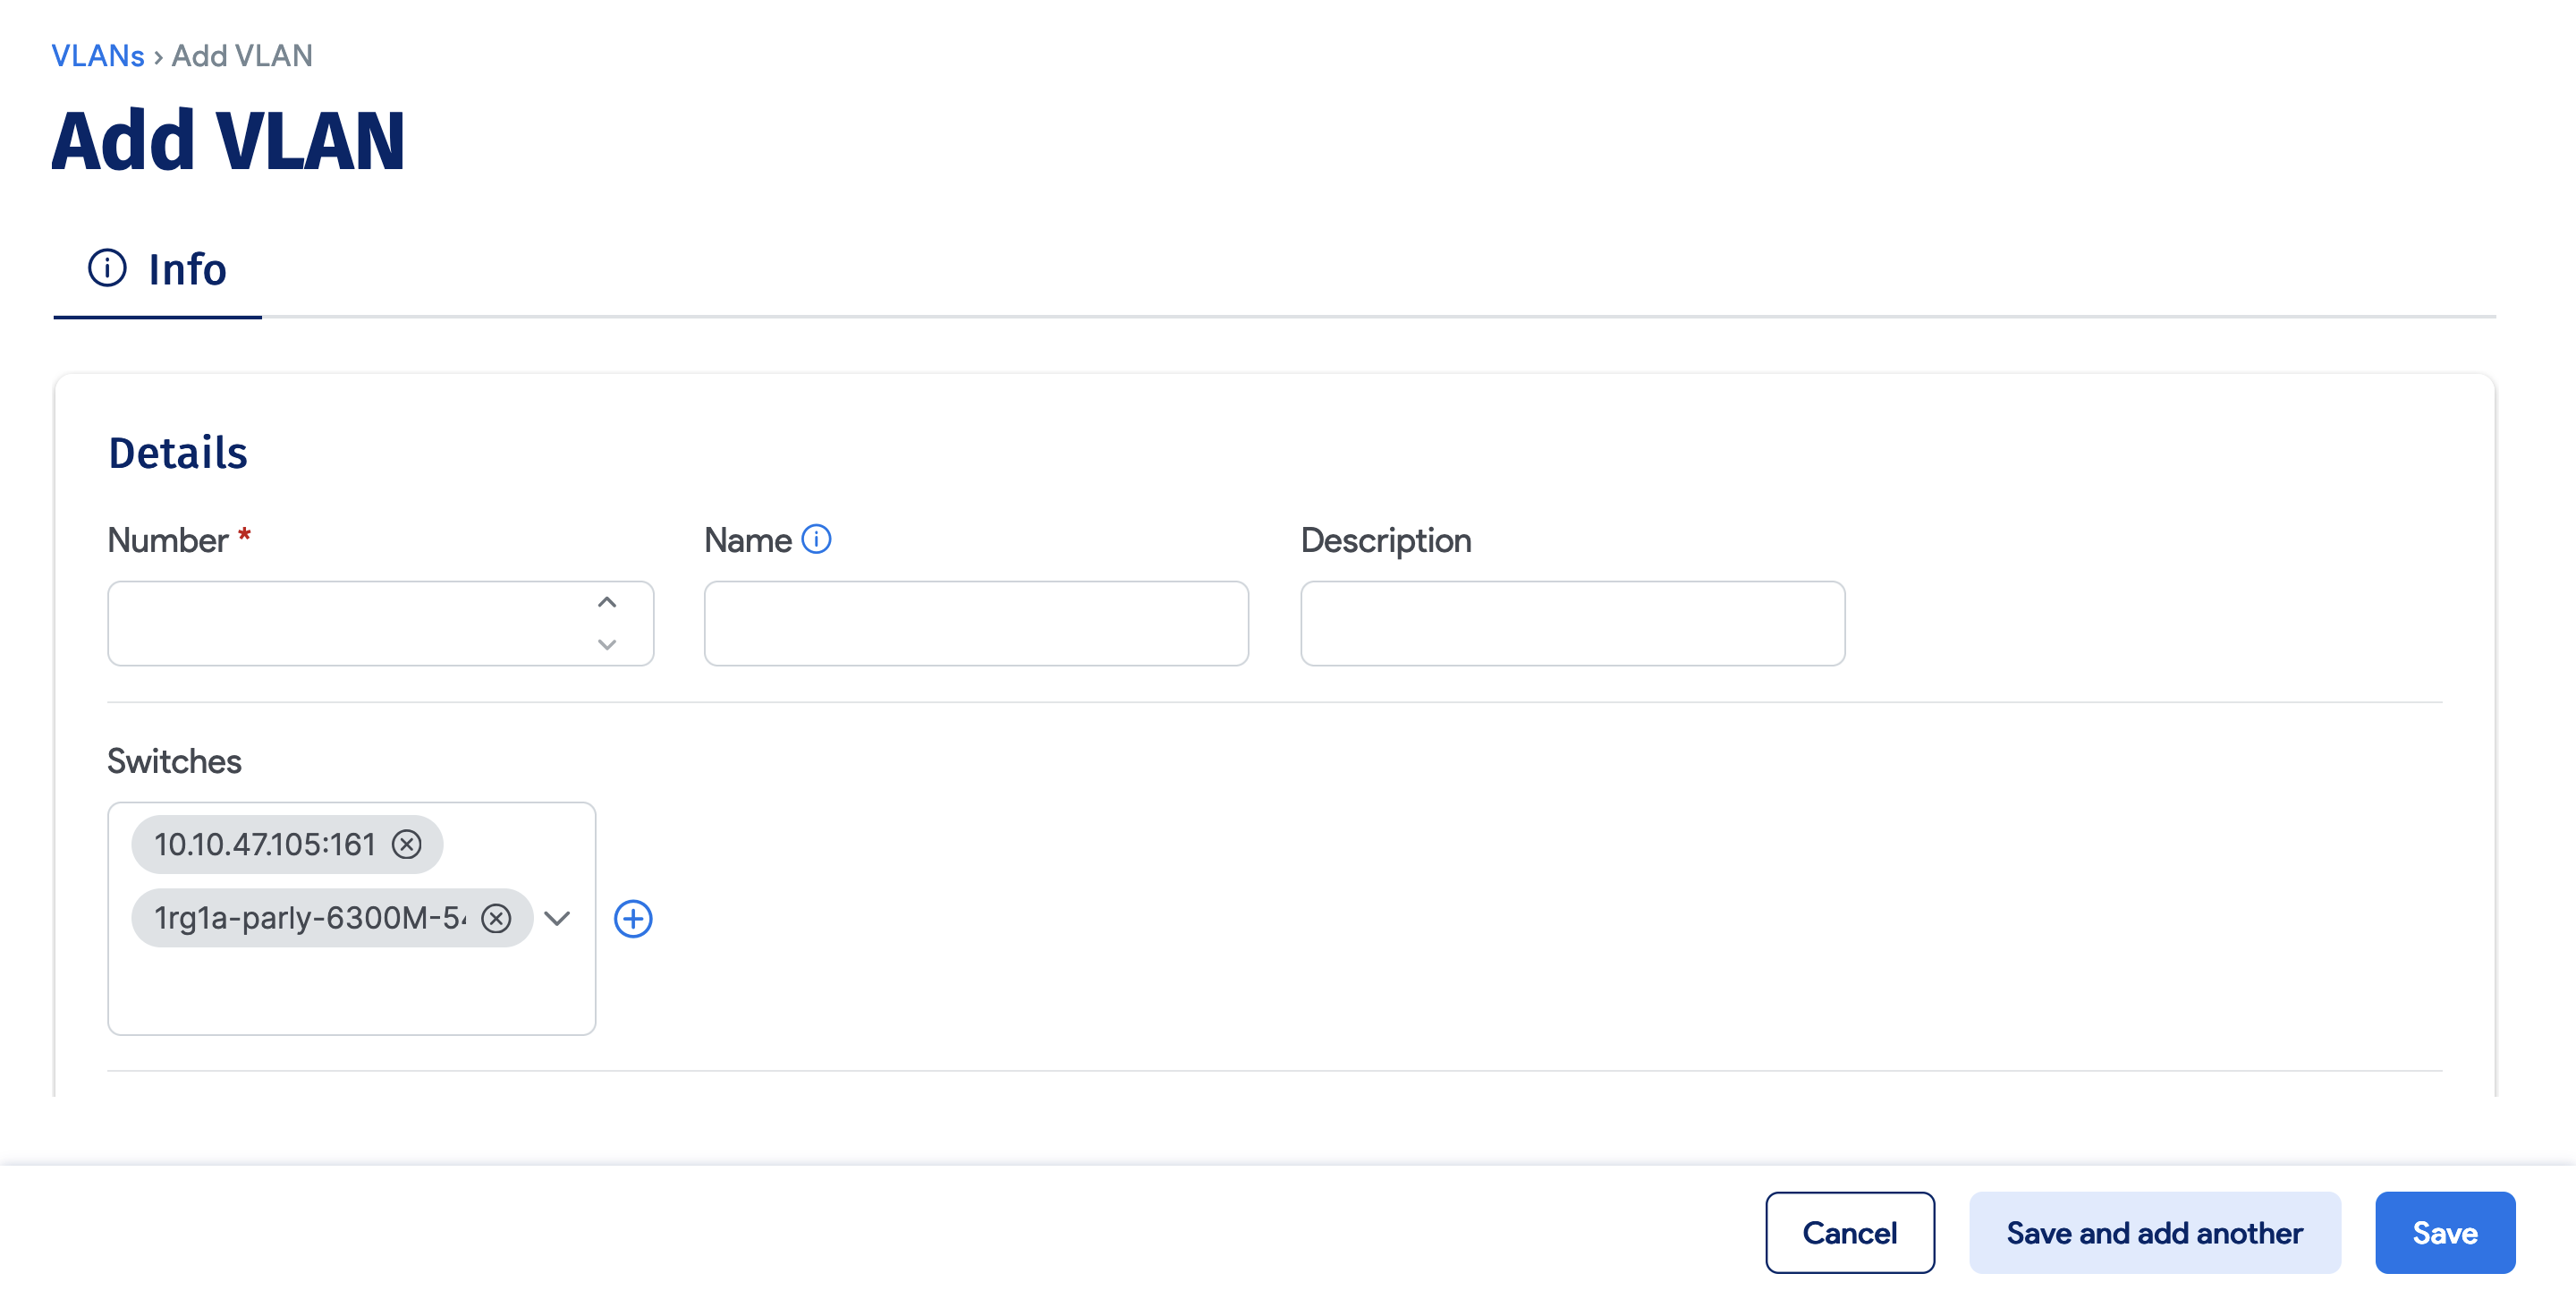 VLANs › Add VLAN
Add VLAN
Info
Details
Number *
Name
Description
Switches
10.10.47.105:161
1rg1a-parly-6300M-5
Cancel
Save and add another
Save